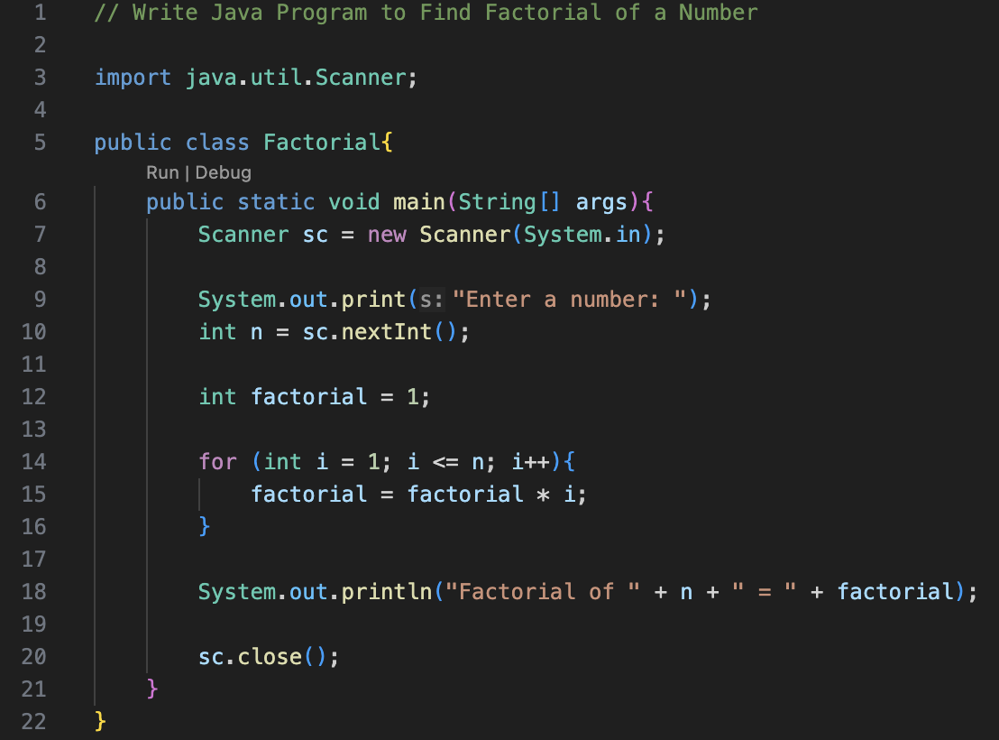 1 // Write Java Program to Find Factorial of a Number
2
3 import java.util.Scanner;
4
5 public class Factorial{
Run | Debug
6 public static void main(String[] args){
7 Scanner sc = new Scanner(System.in);
8
9 System.out.print(s: "Enter a number: ");
10 int n = sc.nextInt();
11
12 int factorial = 1;
13
14 for (int i = 1; i <= n; i++){
15 factorial = factorial * i;
16 }
17
18 System.out.println("Factorial of " + n + " = " + factorial);
19
20 sc.close();
21 }
22 }